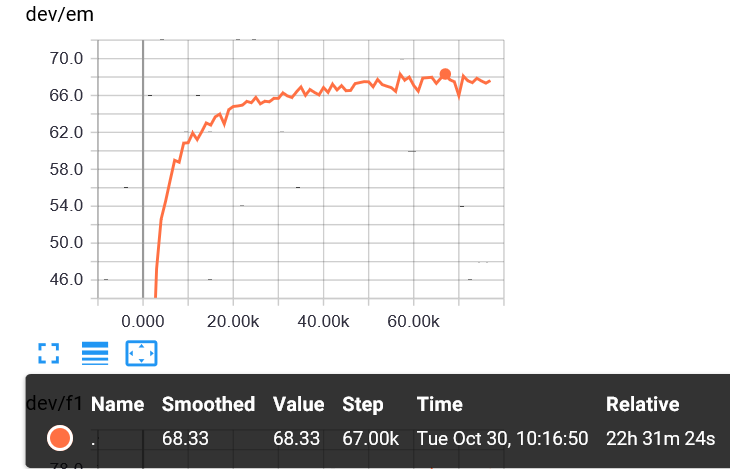 dev/em
70.0
66.0
62.0
58.0
54.0
50.0
46.0
0.000 20.00k 40.00k 60.00k
dev/f1
Name Smoothed Value Step Time Relative
. 68.33 68.33 67.00k Tue Oct 30, 10:16:50 22h 31m 24s
78.0